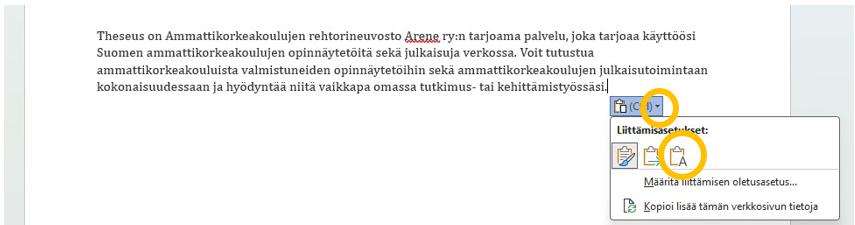 Theseus on Ammattikorkeakoulujen rehtorineuvosto Arene ry:n tarjoama palvelu, joka tarjoaa käyttöösi
Suomen ammattikorkeakoulujen opinnäytetöitä sekä julkaisuja verkossa. Voit tutustua
ammattikorkeakouluista valmistuneiden opinnäytetöihin sekä ammattikorkeakoulujen julkaisutoimintaan
kokonaisuudessaan ja hyödyntää niitä vaikkapa omassa tutkimus- tai kehittämistyössäsi.
(Ctrl)
Liittämisasetukset:
A
Määritä liittämisen oletusasetus...
Kopioi lisää tämän verkkosivun tietoja